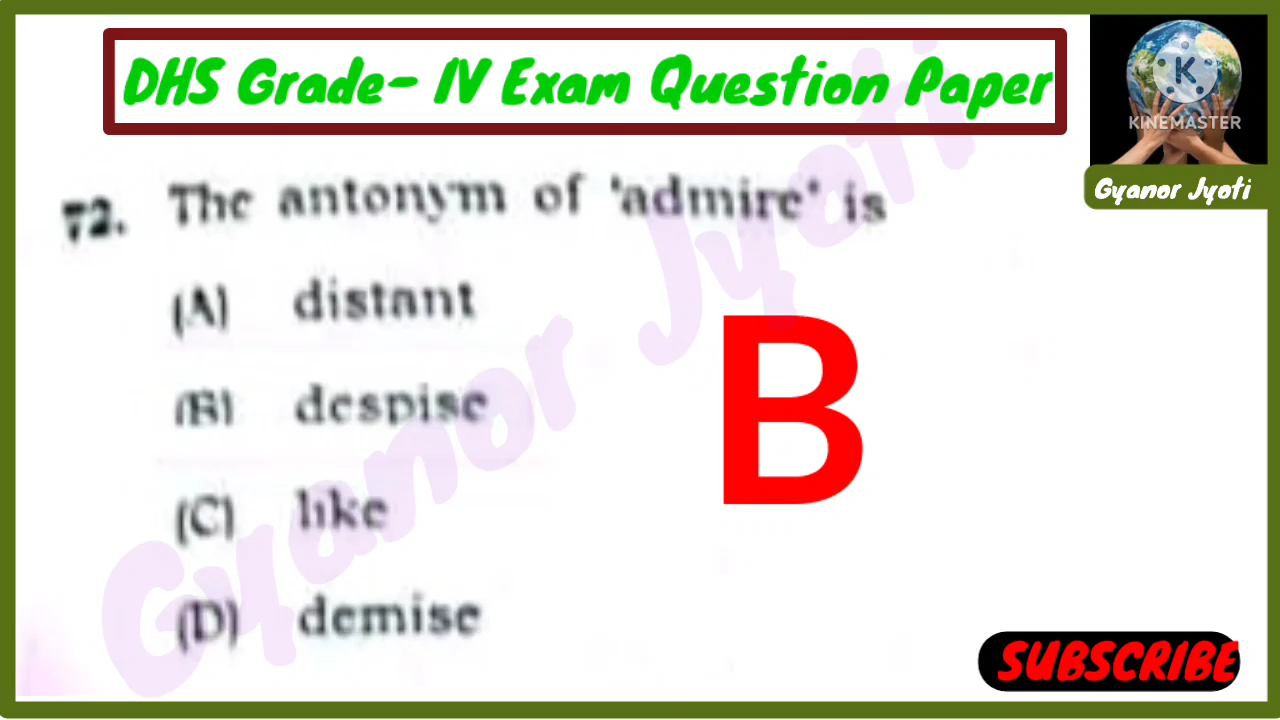 DHS Grade- IV Exam Question Paper
K
KINEMASTER
Gyanor Jyoti
72. The antonym of 'admire' is
(A) distant
(B) despise
(C) like
(D) demise
B
Gyanor Jyoti
SUBSCRIBE